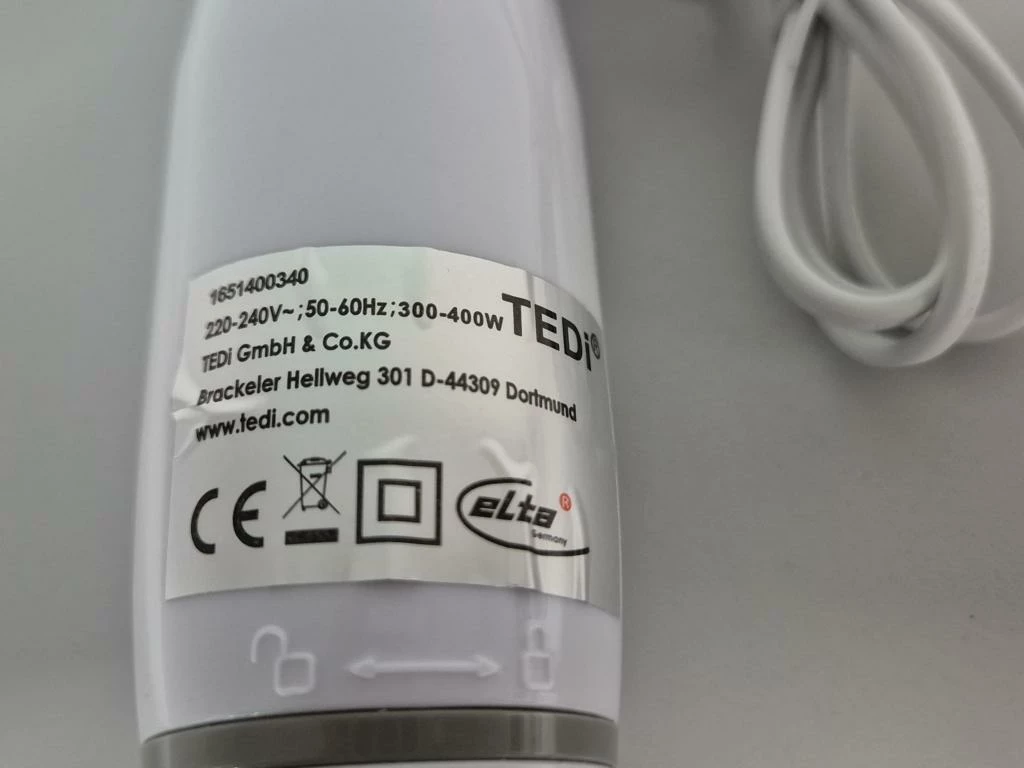 1651400340
220-240V~;50-60Hz;300-400W
TEDi®
TEDi GmbH & Co.KG
Brackeler Hellweg 301 D-44309 Dortmund
www.tedi.com
CE
elta®
Germany